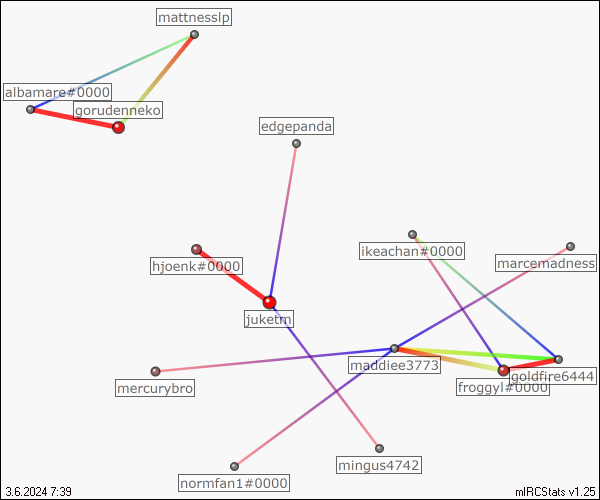 mattnesslp
albamare#0000
gorudenneko
edgepanda
ikeachan#0000
marcemadness
hjoenk#0000
juketm
maddiee3773
goldfire6444
froggyl#0000
mercurybro
mingus4742
normfan1#0000
3.6.2024 7:39
mIRCStats v1.25